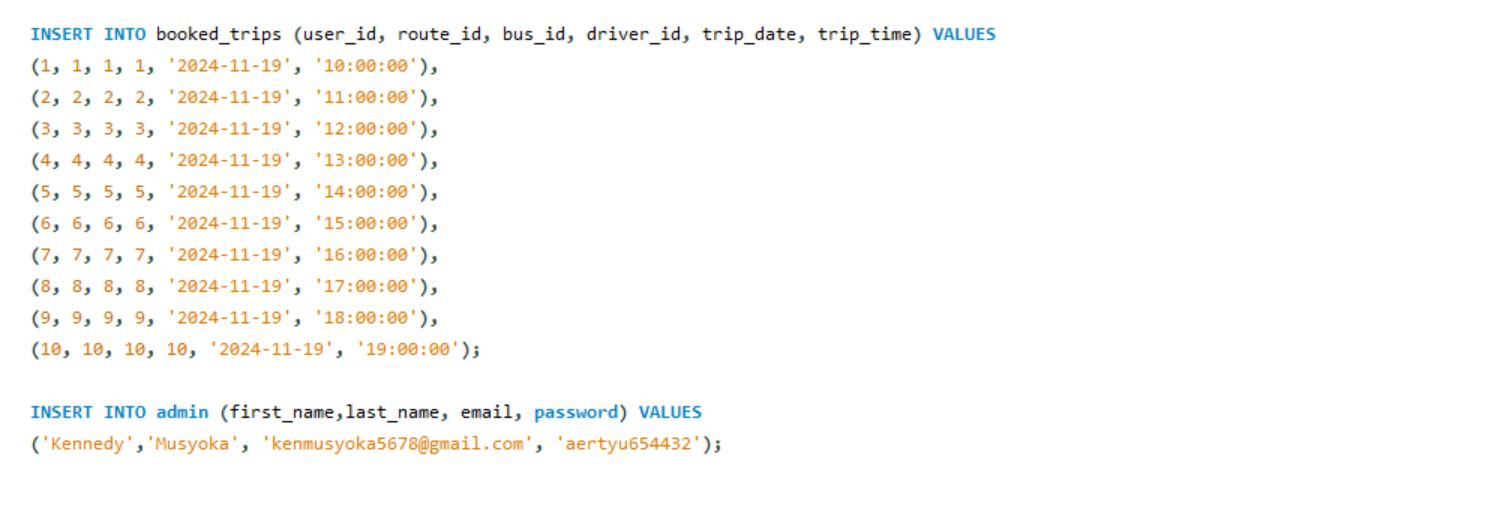 INSERT INTO booked_trips (user_id, route_id, bus_id, driver_id, trip_date, trip_time) VALUES
(1, 1, 1, 1, '2024-11-19', '10:00:00'),
(2, 2, 2, 2, '2024-11-19', '11:00:00'),
(3, 3, 3, 3, '2024-11-19', '12:00:00'),
(4, 4, 4, 4, '2024-11-19', '13:00:00'),
(5, 5, 5, 5, '2024-11-19', '14:00:00'),
(6, 6, 6, 6, '2024-11-19', '15:00:00'),
(7, 7, 7, 7, '2024-11-19', '16:00:00'),
(8, 8, 8, 8, '2024-11-19', '17:00:00'),
(9, 9, 9, 9, '2024-11-19', '18:00:00'),
(10, 10, 10, 10, '2024-11-19', '19:00:00');
INSERT INTO admin (first_name,last_name, email, password) VALUES
('Kennedy','Musyoka', 'kenmusyoka5678@gmail.com', 'aertyu654432');